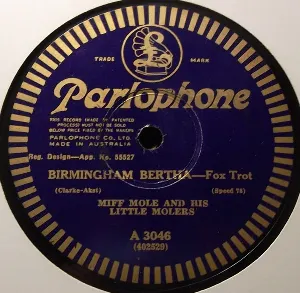 TRADE MARK
Parlophone
THIS RECORD (MADE BY PATENTED
PROCESS) MUST NOT BE SOLD
BELOW PRICE FIXED BY THE MAKERS
PARLOPHONE CO. LTD.
MADE IN AUSTRALIA
Reg. Design—App. No. 55527
BIRMINGHAM BERTHA—Fox Trot
(Clarke-Akst) (Speed 78)
MIFF MOLE AND HIS
LITTLE MOLERS
A 3046
(402529)